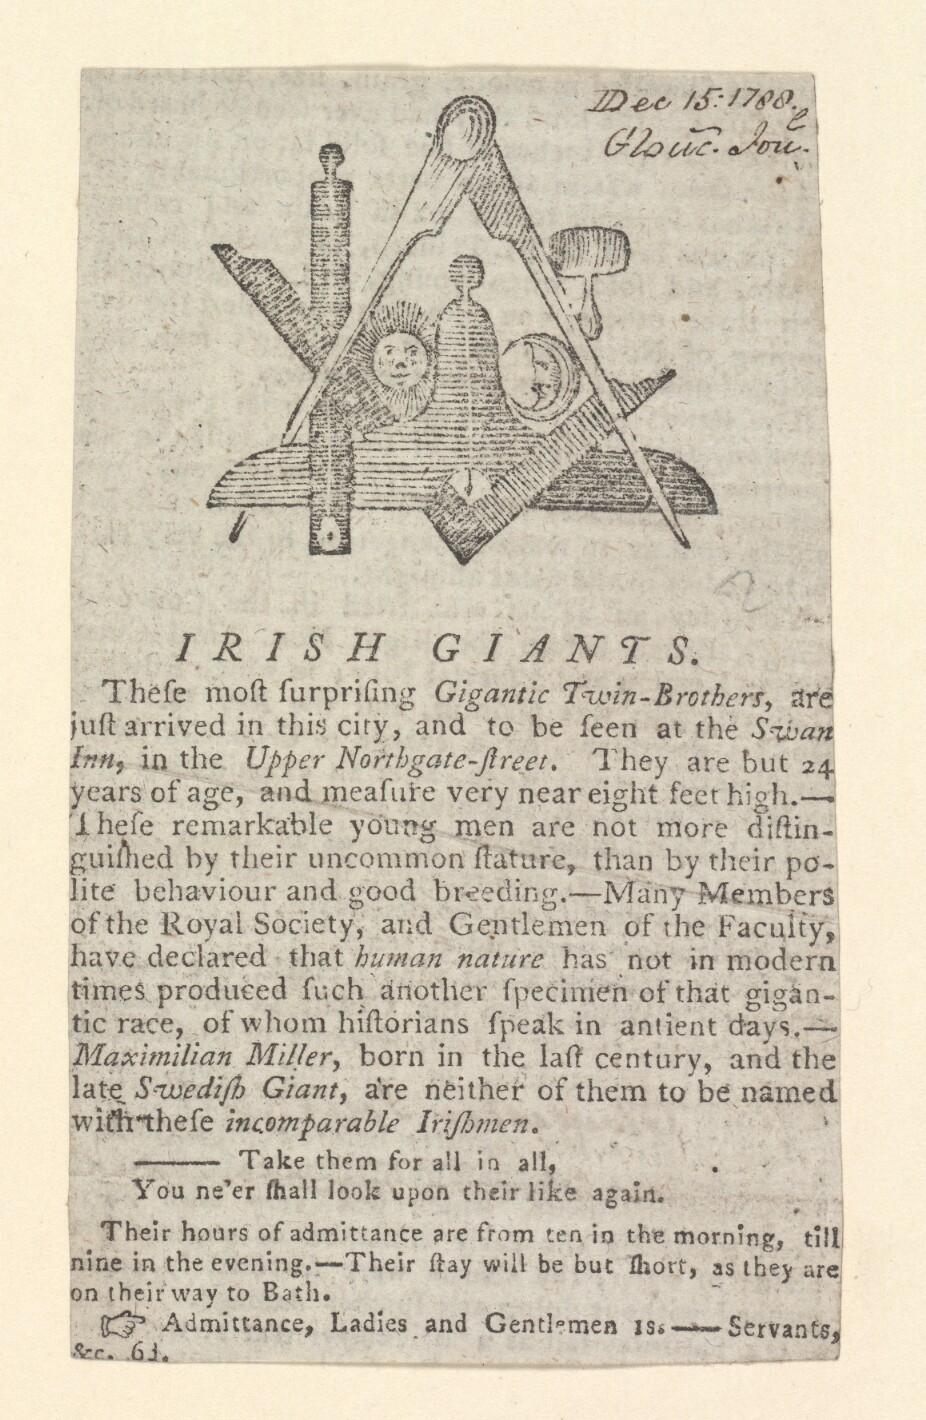 Dec 15: 1788.
Glouc. Jou.
IRISH GIANTS.
Theſe moſt ſurpriſing Gigantic Twin-Brothers, are
juſt arrived in this city, and to be ſeen at the Swan
Inn, in the Upper Northgate-ſtreet. They are but 24
years of age, and meaſure very near eight feet high.—
Theſe remarkable young men are not more diſtin-
guiſhed by their uncommon ſtature, than by their po-
lite behaviour and good breeding.—Many Members
of the Royal Society, and Gentlemen of the Faculty,
have declared that human nature has not in modern
times produced ſuch another ſpecimen of that gigan-
tic race, of whom hiſtorians ſpeak in antient days.—
Maximilian Miller, born in the laſt century, and the
late Swediſh Giant, are neither of them to be named
with theſe incomparable Iriſhmen.
—— Take them for all in all,
You ne'er ſhall look upon their like again.
Their hours of admittance are from ten in the morning, till
nine in the evening.—Their ſtay will be but ſhort, as they are
on their way to Bath.
☞ Admittance, Ladies and Gentlemen 1s.—— Servants,
&c. 6d.